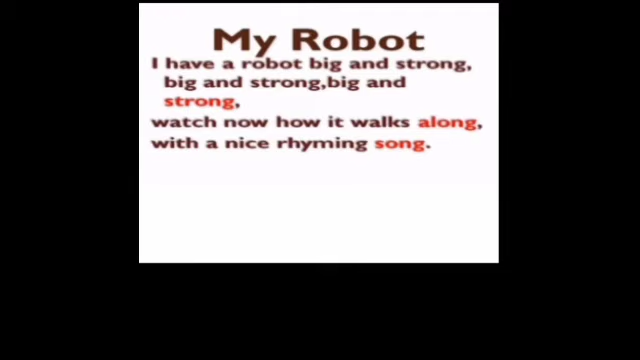 My Robot
I have a robot big and strong,
big and strong,big and
strong,
watch now how it walks along,
with a nice rhyming song.